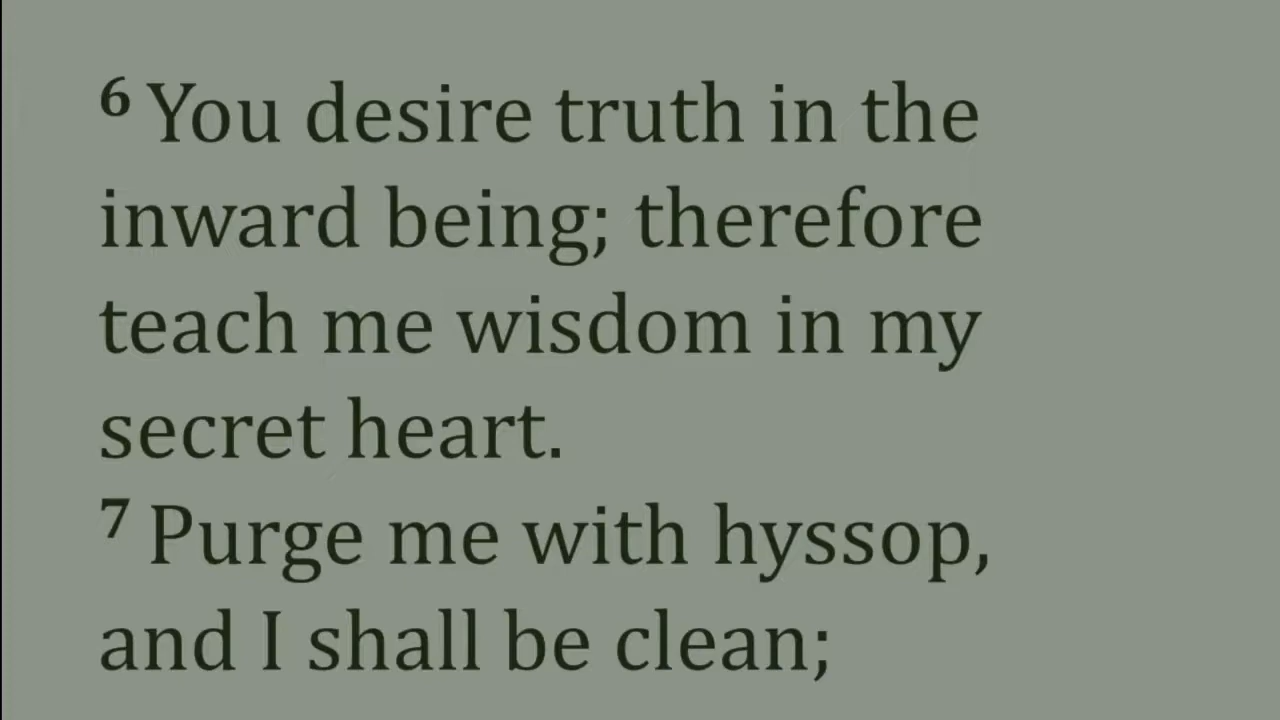 ⁶ You desire truth in the
inward being; therefore
teach me wisdom in my
secret heart.
⁷ Purge me with hyssop,
and I shall be clean;